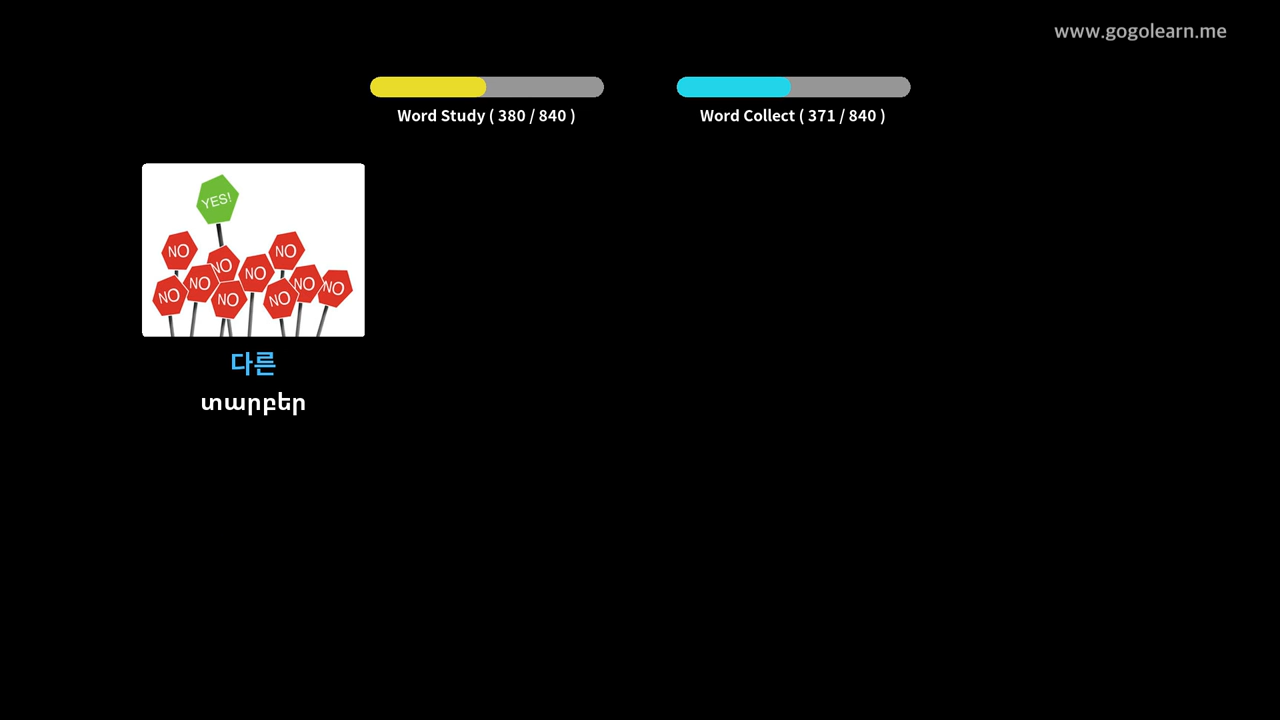 www.gogolearn.me
Word Study ( 380 / 840 )
Word Collect ( 371 / 840 )
YES!
NO
NO
NO
NO
NO
NO
NO
NO
NO
NO
다른
տարբեր